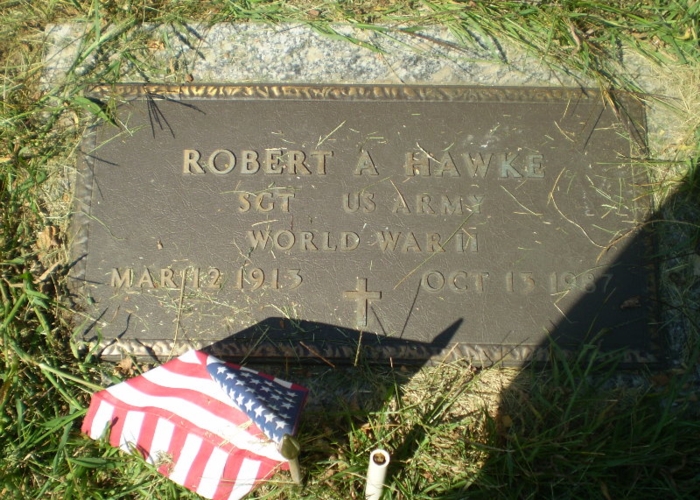 ROBERT A HAWKE
SGT US ARMY
WORLD WAR II
MAR 12 1913 OCT 13 1987